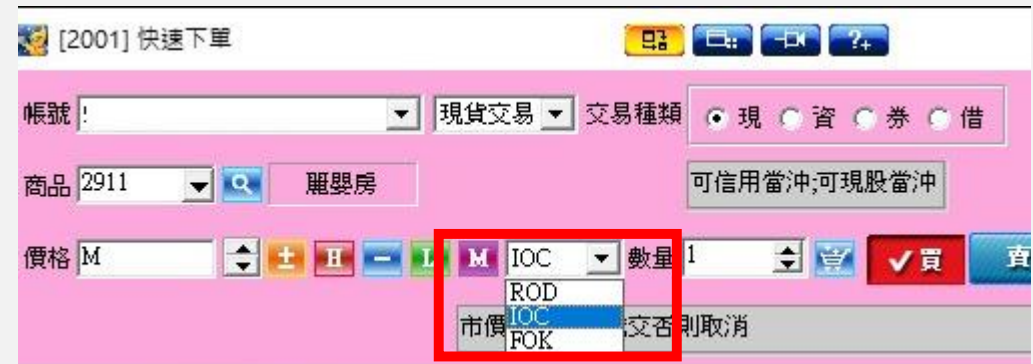 [2001] 快速下單
帳號 ! 現貨交易 交易種類 現 資 券 借
商品 2911 麗嬰房 可信用當沖;可現股當沖
價格 M ± H － L M IOC 數量 1 買
ROD
IOC
FOK
市價 交否則取消